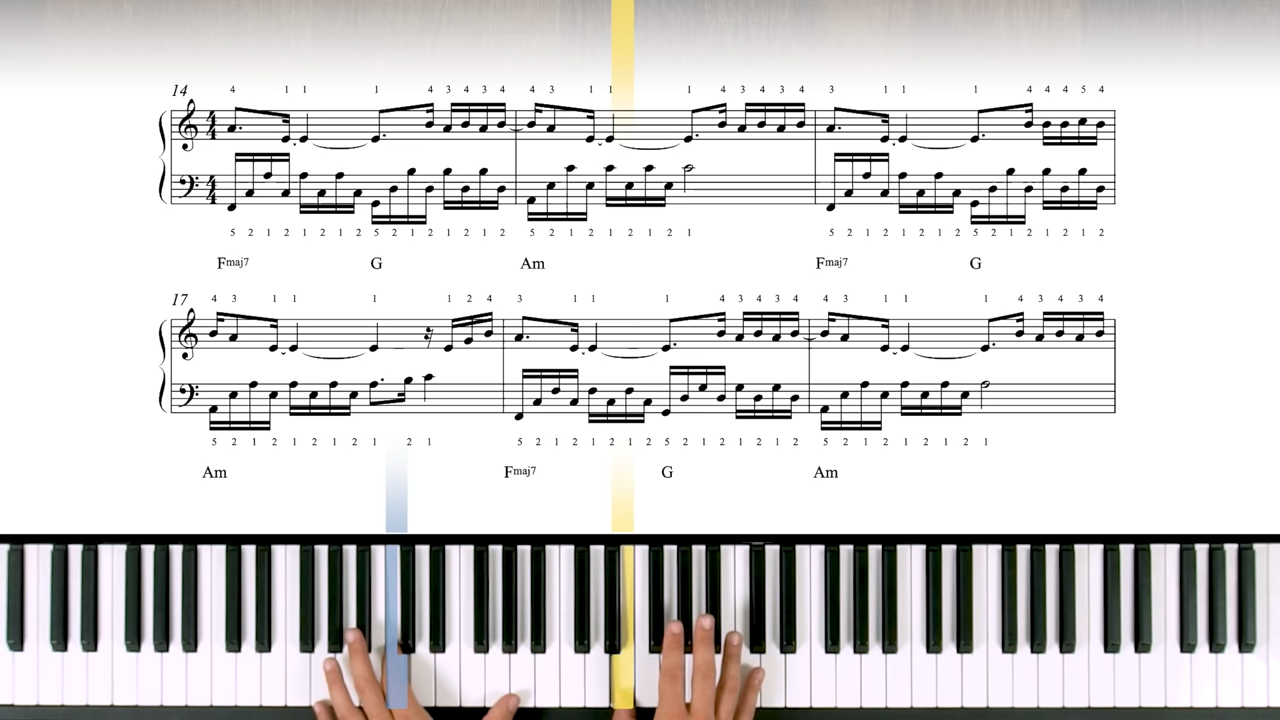 14
4 1 1 1 4 3 4 3 4 4 3 1 1 1 4 3 4 3 4 3 1 1 1 4 4 4 5 4
4 4 4
4 4 4
5 2 1 2 1 2 1 2 5 2 1 2 1 2 1 2 5 2 1 2 1 2 1 2 1 5 2 1 2 1 2 1 2 5 2 1 2 1 2 1 2
Fmaj7 G Am Fmaj7 G
17
4 3 1 1 1 1 2 4 3 1 1 1 4 3 4 3 4 4 3 1 1 1 4 3 4 3 4
5 2 1 2 1 2 1 2 1 2 1 5 2 1 2 1 2 1 2 5 2 1 2 1 2 1 2 5 2 1 2 1 2 1 2 1
Am Fmaj7 G Am